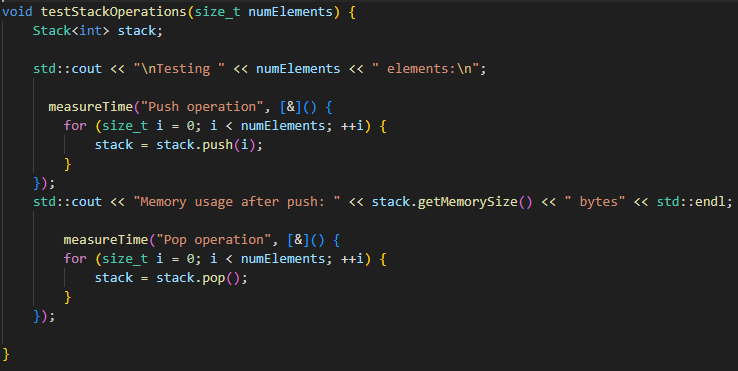 void testStackOperations(size_t numElements) {
    Stack<int> stack;

    std::cout << "\nTesting " << numElements << " elements:\n";

      measureTime("Push operation", [&]() {
        for (size_t i = 0; i < numElements; ++i) {
            stack = stack.push(i);
        }
    });
    std::cout << "Memory usage after push: " << stack.getMemorySize() << " bytes" << std::endl;

        measureTime("Pop operation", [&]() {
        for (size_t i = 0; i < numElements; ++i) {
            stack = stack.pop();
        }
    });

}